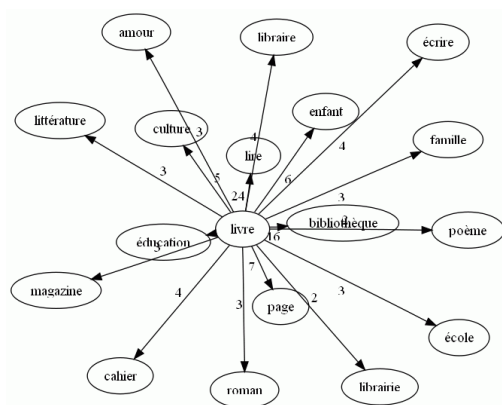 amour
libraire
écrire
littérature
culture
3
4
enfant
4
famille
lire
3
5
6
3
24
livre
bibliothèque
16
poème
éducation
7
magazine
4
3
page
2
3
école
cahier
roman
librairie